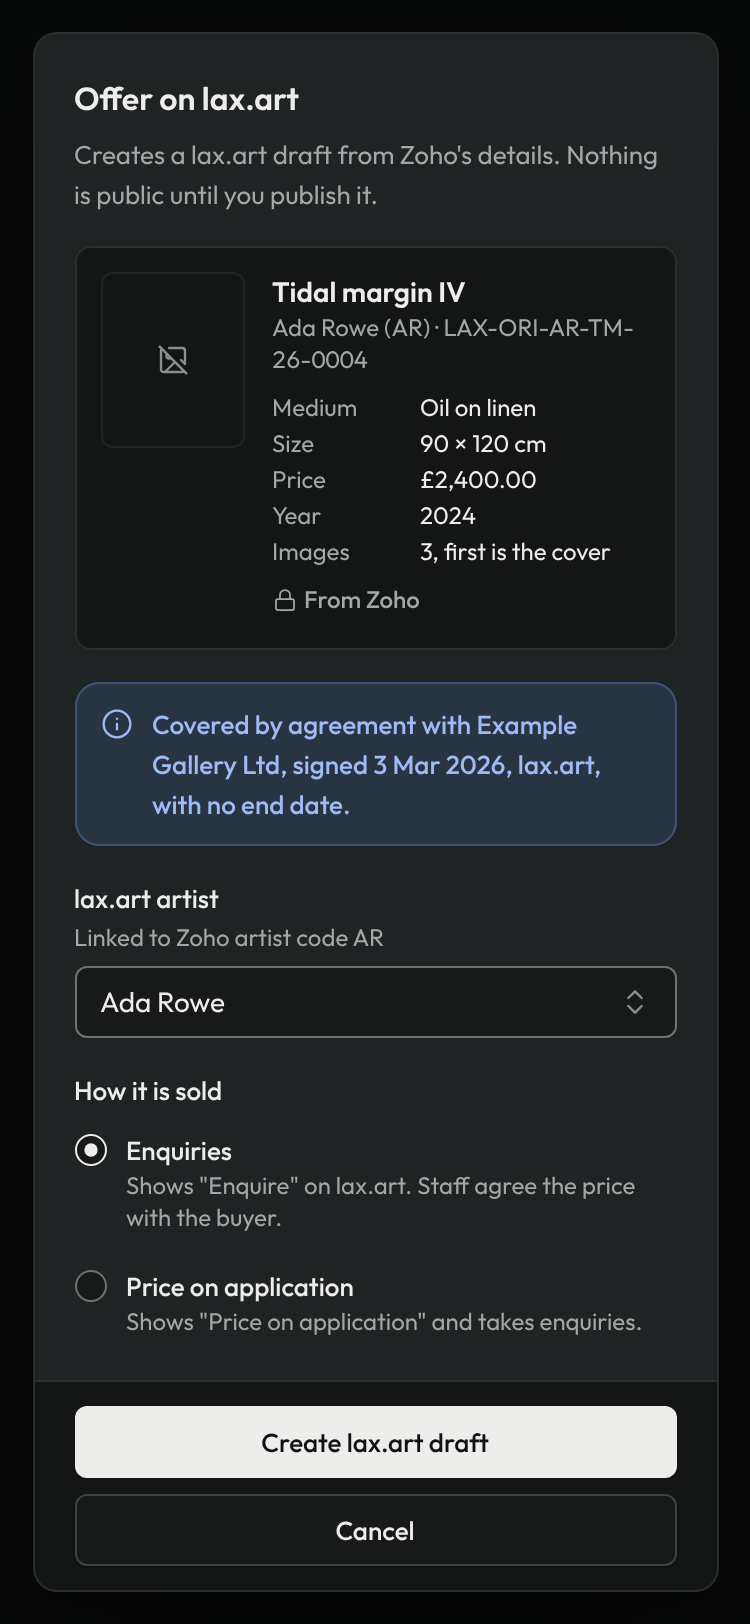 Offer on lax.art
Creates a lax.art draft from Zoho's details. Nothing
is public until you publish it.
Tidal margin IV
Ada Rowe (AR) · LAX-ORI-AR-TM-
26-0004
Medium Oil on linen
Size 90 × 120 cm
Price £2,400.00
Year 2024
Images 3, first is the cover
From Zoho
Covered by agreement with Example
Gallery Ltd, signed 3 Mar 2026, lax.art,
with no end date.
lax.art artist
Linked to Zoho artist code AR
Ada Rowe
How it is sold
Enquiries
Shows "Enquire" on lax.art. Staff agree the price
with the buyer.
Price on application
Shows "Price on application" and takes enquiries.
Create lax.art draft
Cancel